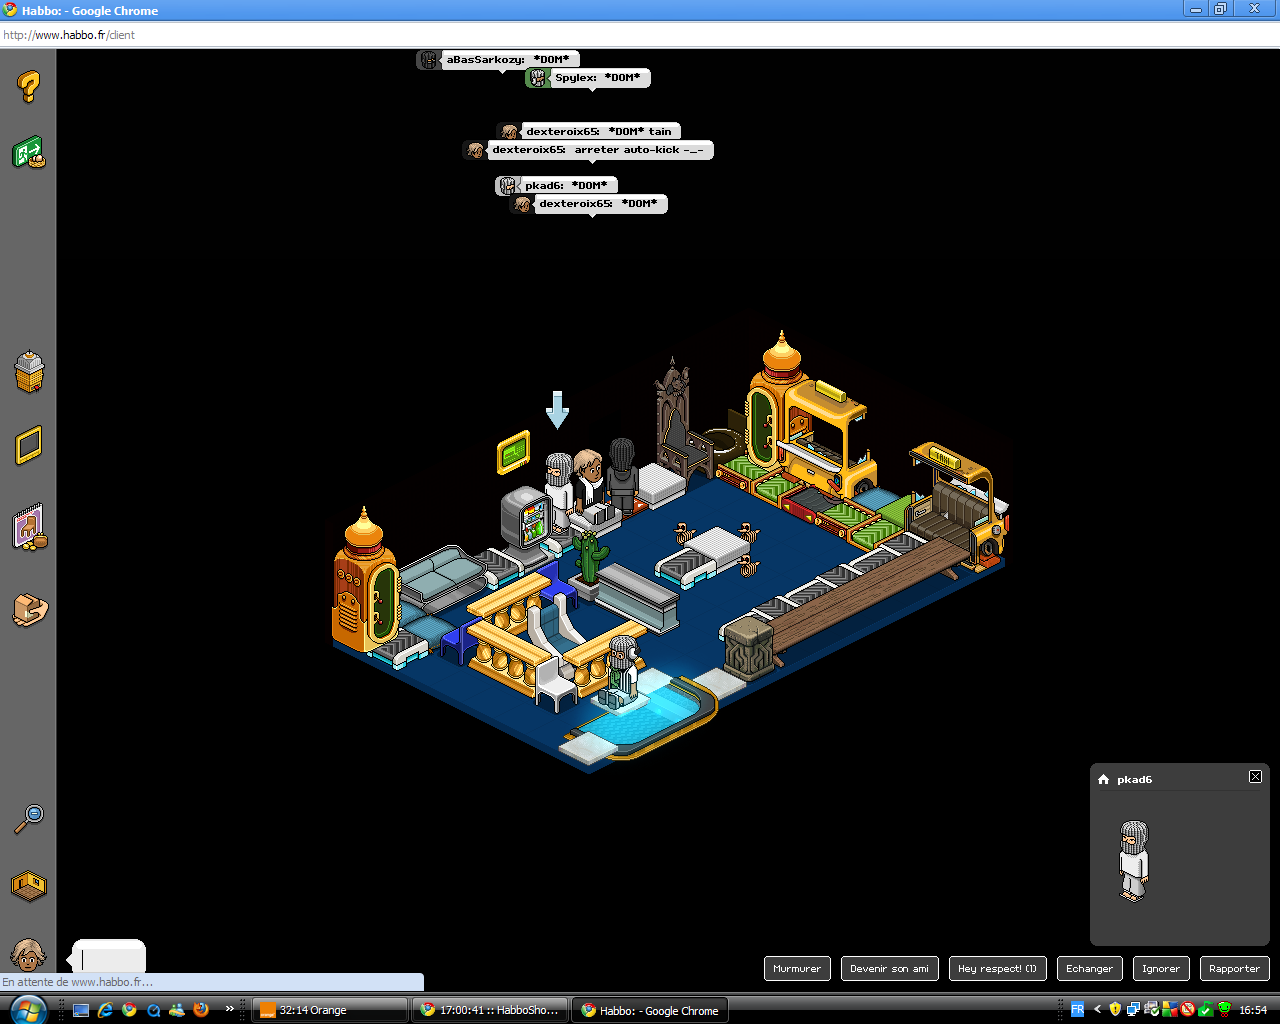 Habbo: - Google Chrome
http://www.habbo.fr/client
aBasSarkozy: *DOM*
Spylex: *DOM*
dexteroix65: *DOM* tain
dexteroix65: arreter auto-kick -_-
pkad6: *DOM*
dexteroix65: *DOM*
TAXI
pkad6
Murmurer
Devenir son ami
Hey respect! (1)
Echanger
Ignorer
Rapporter
En attente de www.habbo.fr...
32:14 Orange
17:00:41 :: HabboSho...
Habbo: - Google Chrome
FR
16:54